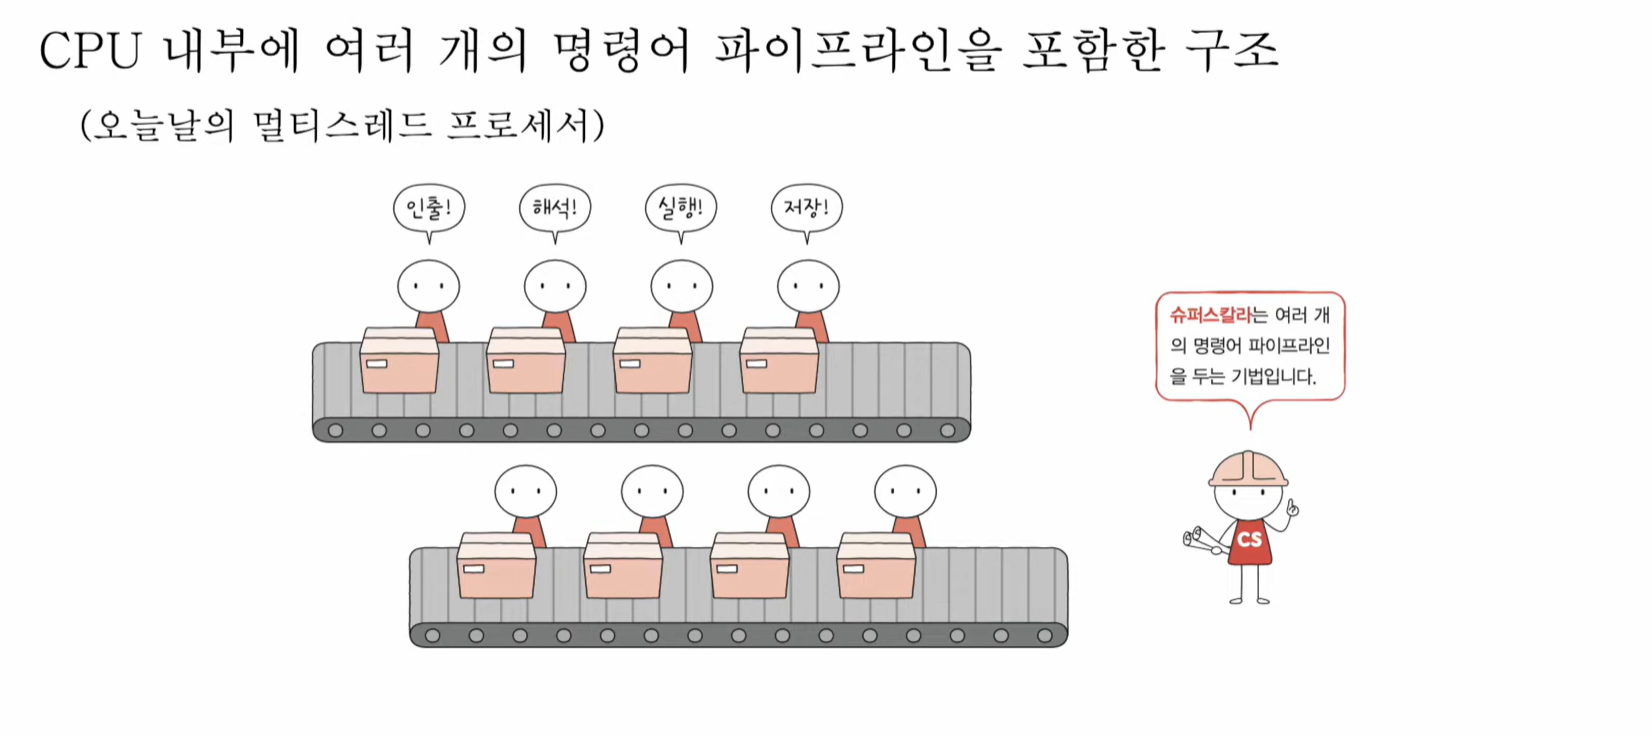 CPU 내부에 여러 개의 명령어 파이프라인을 포함한 구조
(오늘날의 멀티스레드 프로세서)
인출!
해석!
실행!
저장!
슈퍼스칼라는 여러 개
의 명령어 파이프라인
을 두는 기법입니다.
CS